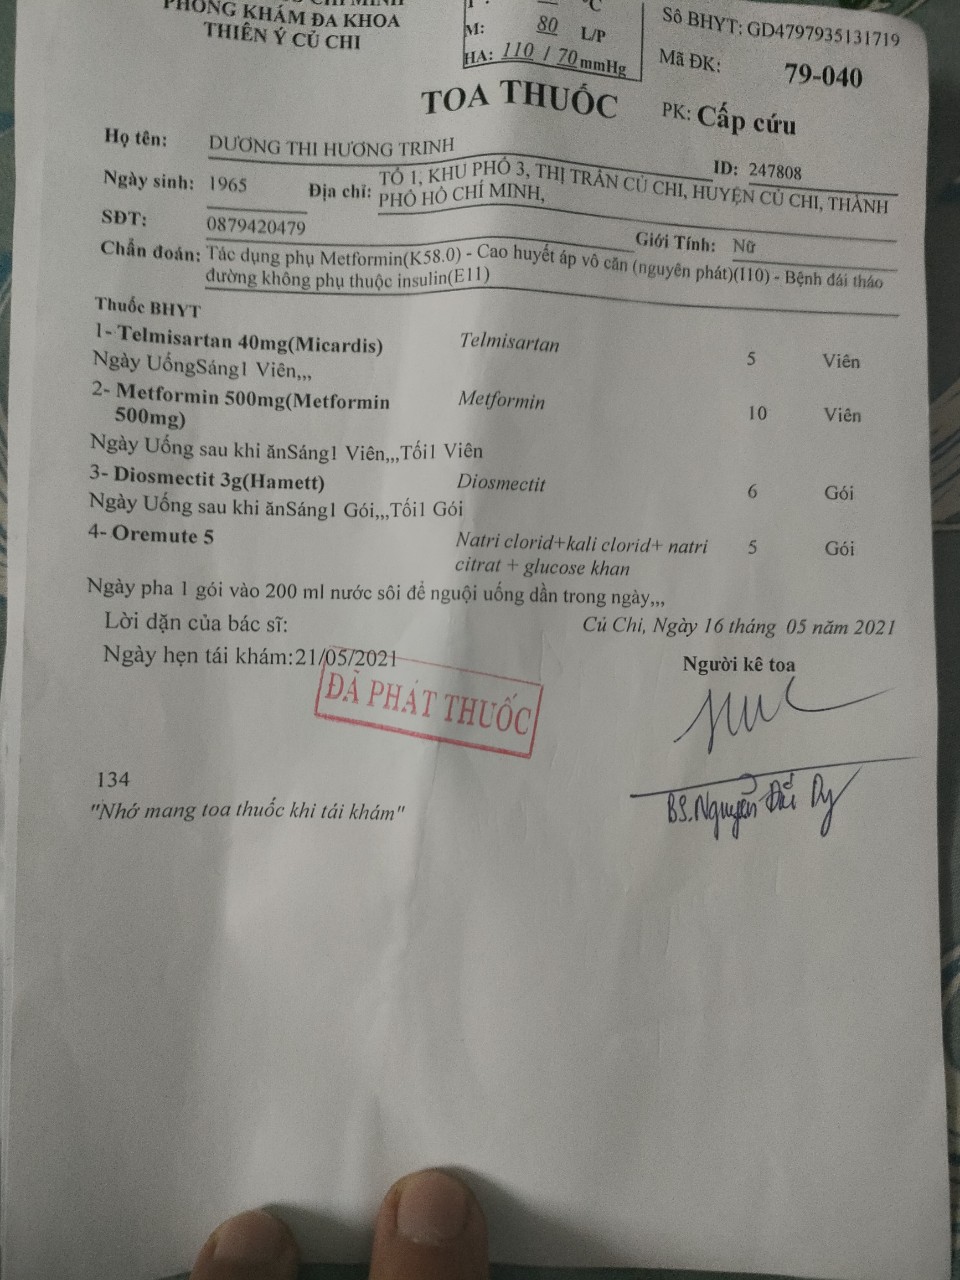 PHÒNG KHÁM ĐA KHOA
THIÊN Ý CỦ CHI
°C
M: 80 L/P
HA: 110 / 70 mmHg
Số BHYT: GD4797935131719
Mã ĐK: 79-040
TOA THUỐC
PK: Cấp cứu
Họ tên: DƯƠNG THI HƯƠNG TRINH
ID: 247808
Ngày sinh: 1965
Địa chỉ: TỔ 1, KHU PHỐ 3, THỊ TRẤN CỦ CHI, HUYỆN CỦ CHI, THÀNH
PHỐ HỒ CHÍ MINH,
SĐT: 0879420479
Giới Tính: Nữ
Chẩn đoán: Tác dụng phụ Metformin(K58.0) - Cao huyết áp vô căn (nguyên phát)(I10) - Bệnh đái tháo
đường không phụ thuộc insulin(E11)
Thuốc BHYT
1- Telmisartan 40mg(Micardis) Telmisartan 5 Viên
Ngày UốngSáng1 Viên,,,
2- Metformin 500mg(Metformin Metformin 10 Viên
500mg)
Ngày Uống sau khi ănSáng1 Viên,,,Tối1 Viên
3- Diosmectit 3g(Hamett) Diosmectit 6 Gói
Ngày Uống sau khi ănSáng1 Gói,,,Tối1 Gói
4- Oremute 5 Natri clorid+kali clorid+ natri 5 Gói
citrat + glucose khan
Ngày pha 1 gói vào 200 ml nước sôi để nguội uống dần trong ngày,,,
Lời dặn của bác sĩ:
Củ Chi, Ngày 16 tháng 05 năm 2021
Ngày hẹn tái khám:21/05/2021
Người kê toa
ĐÃ PHÁT THUỐC
BS.Nguyễn
134
"Nhớ mang toa thuốc khi tái khám"